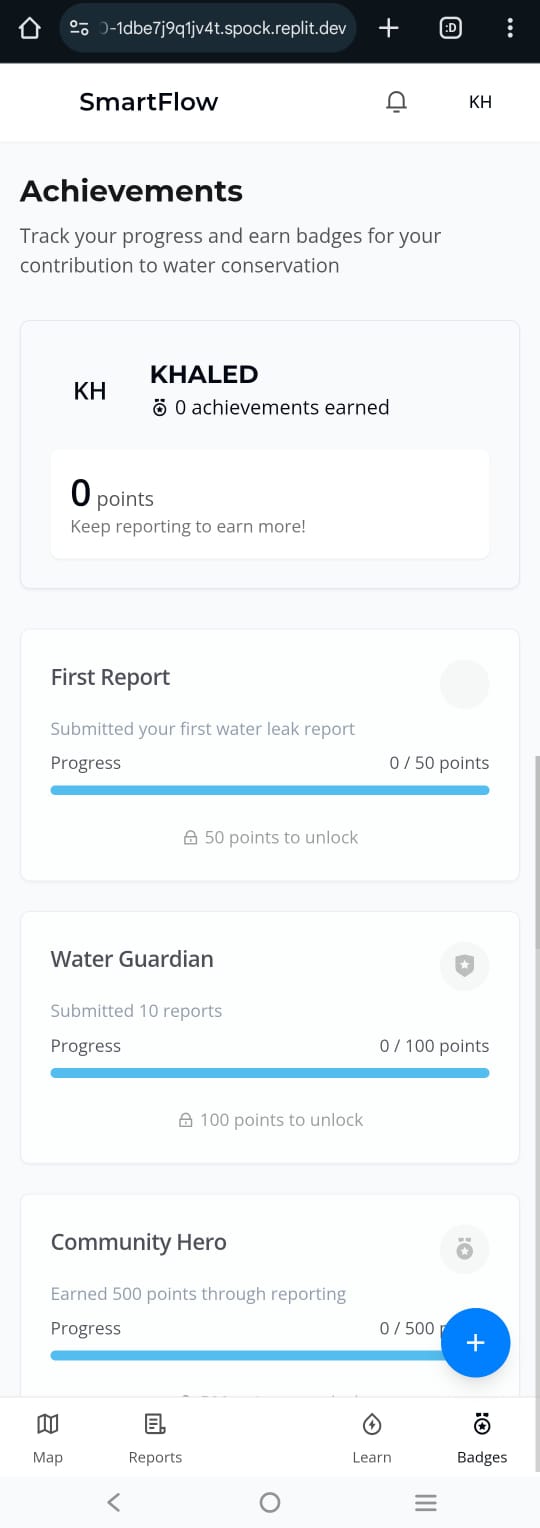 -1dbe7j9q1jv4t.spock.replit.dev
:D
SmartFlow
KH
Achievements
Track your progress and earn badges for your
contribution to water conservation
KH
KHALED
0 achievements earned
0 points
Keep reporting to earn more!
First Report
Submitted your first water leak report
Progress
0 / 50 points
50 points to unlock
Water Guardian
Submitted 10 reports
Progress
0 / 100 points
100 points to unlock
Community Hero
Earned 500 points through reporting
Progress
0 / 500
Map
Reports
Learn
Badges